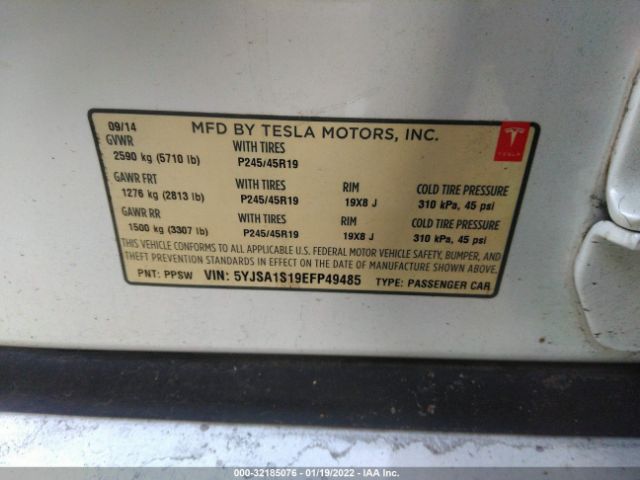 09/14
MFD BY TESLA MOTORS, INC.
TESLA
GVWR WITH TIRES
2590 kg (5710 lb) P245/45R19
GAWR FRT WITH TIRES RIM COLD TIRE PRESSURE
1276 kg (2813 lb) P245/45R19 19X8 J 310 kPa, 45 psi
GAWR RR WITH TIRES RIM COLD TIRE PRESSURE
1500 kg (3307 lb) P245/45R19 19X8 J 310 kPa, 45 psi
THIS VEHICLE CONFORMS TO ALL APPLICABLE U.S. FEDERAL MOTOR VEHICLE SAFETY, BUMPER, AND
THEFT PREVENTION STANDARDS IN EFFECT ON THE DATE OF MANUFACTURE SHOWN ABOVE.
PNT: PPSW VIN: 5YJSA1S19EFP49485 TYPE: PASSENGER CAR
000-32185076 - 01/19/2022 - IAA Inc.